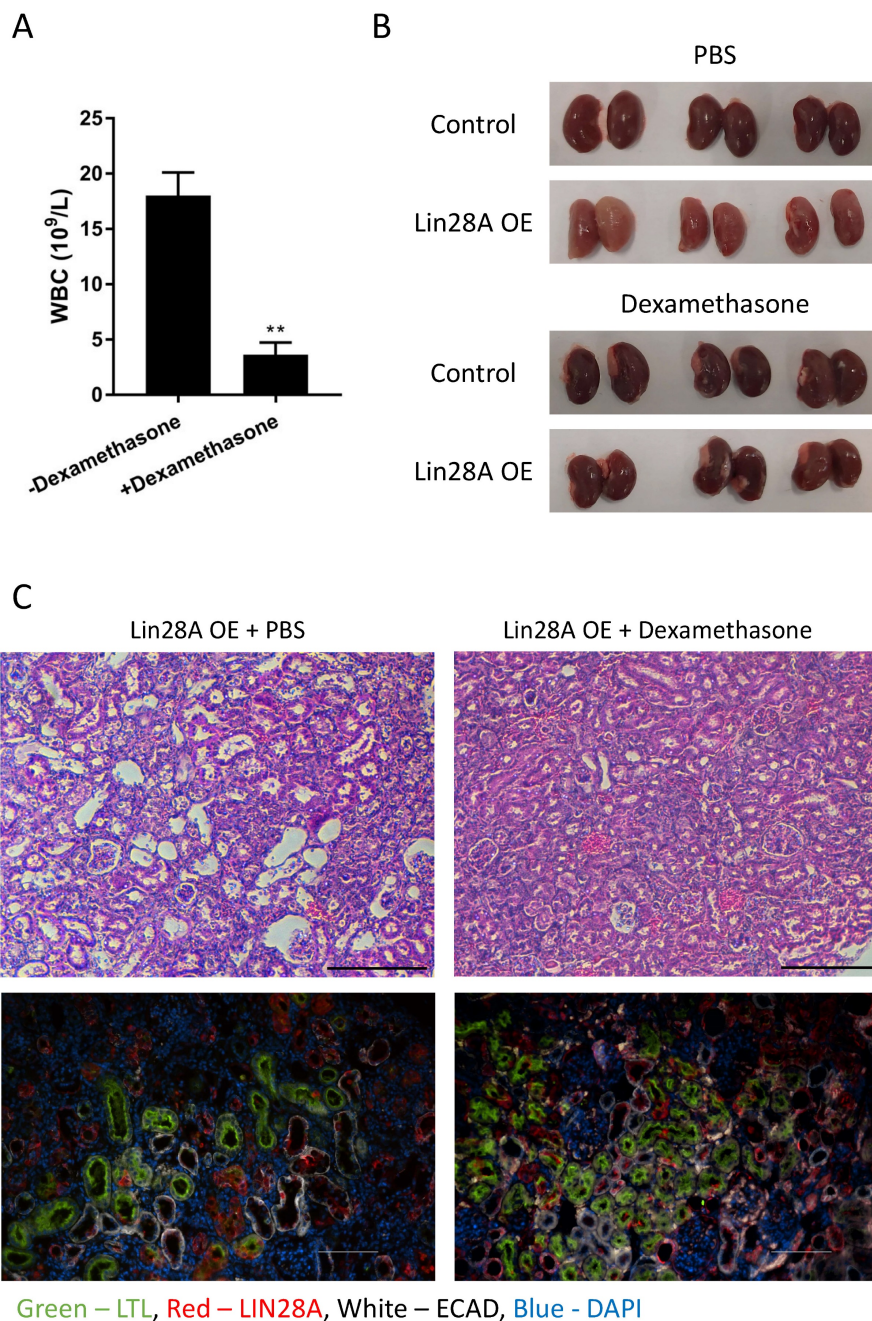 A
B
25
20
15
10
5
0
WBC (10⁹/L)
**
-Dexamethasone
+Dexamethasone
PBS
Control
Lin28A OE
Dexamethasone
Control
Lin28A OE
C
Lin28A OE + PBS
Lin28A OE + Dexamethasone
Green – LTL, Red – LIN28A, White – ECAD, Blue - DAPI